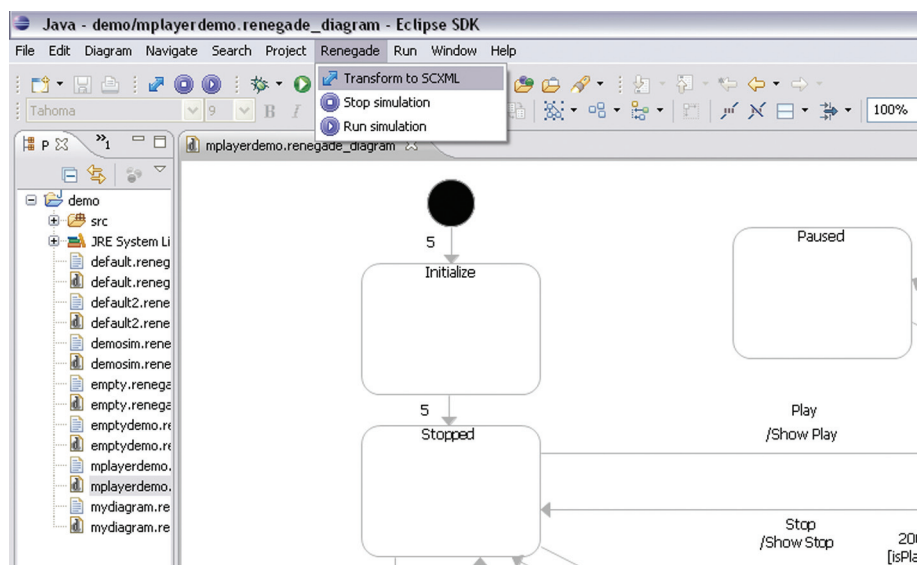 Java - demo/mplayerdemo.renegade_diagram - Eclipse SDK
File Edit Diagram Navigate Search Project Renegade Run Window Help
Transform to SCXML
Stop simulation
Run simulation
Tahoma 9 B I 100%
P 1 mplayerdemo.renegade_diagram
demo
src
JRE System Li
default.reneg
default.reneg
default2.rene
default2.rene
demosim.rene
demosim.rene
empty.renega
empty.renega
emptydemo.re
emptydemo.re
mplayerdemo.
mplayerdemo.
mydiagram.re
mydiagram.re
5
Initialize
Paused
5
Stopped
Play
/Show Play
Stop
/Show Stop
200
[isPla